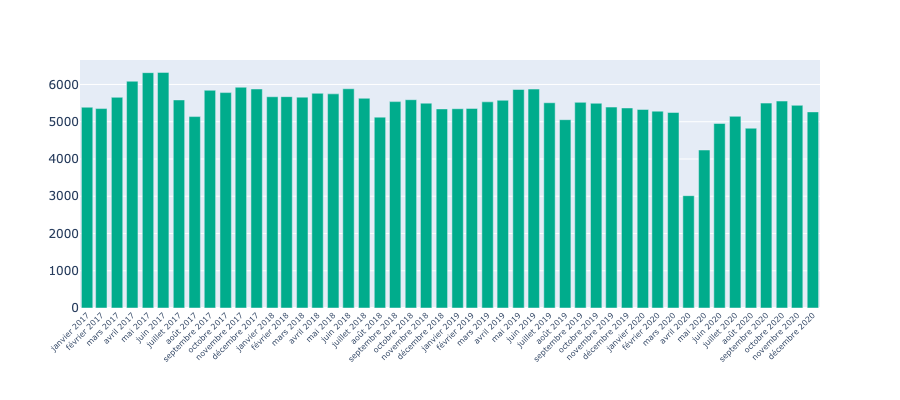 6000
5000
4000
3000
2000
1000
0
janvier 2017
février 2017
mars 2017
avril 2017
mai 2017
juin 2017
juillet 2017
août 2017
septembre 2017
octobre 2017
novembre 2017
décembre 2017
janvier 2018
février 2018
mars 2018
avril 2018
mai 2018
juin 2018
juillet 2018
août 2018
septembre 2018
octobre 2018
novembre 2018
décembre 2018
janvier 2019
février 2019
mars 2019
avril 2019
mai 2019
juin 2019
juillet 2019
août 2019
septembre 2019
octobre 2019
novembre 2019
décembre 2019
janvier 2020
février 2020
mars 2020
avril 2020
mai 2020
juin 2020
juillet 2020
août 2020
septembre 2020
octobre 2020
novembre 2020
décembre 2020